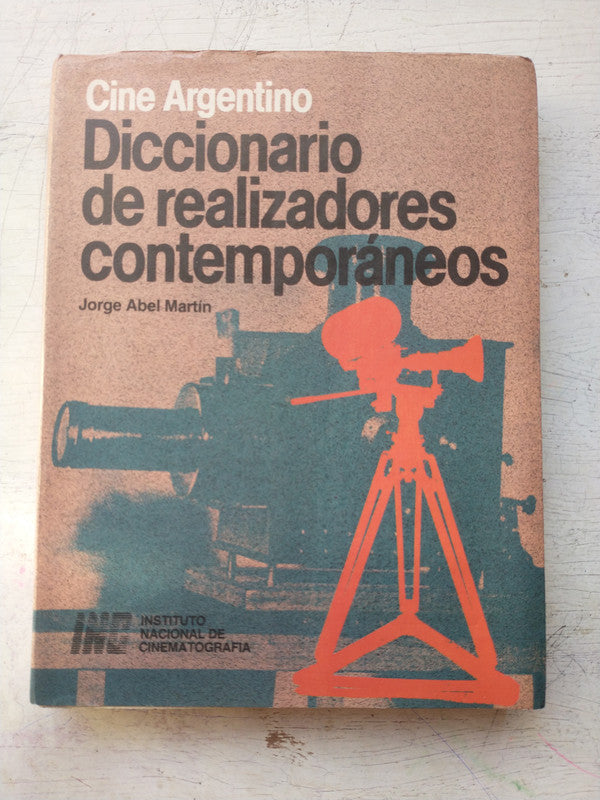 Cine Argentino
Diccionario
de realizadores
contemporáneos
Jorge Abel Martín
INC
INSTITUTO
NACIONAL DE
CINEMATOGRAFIA